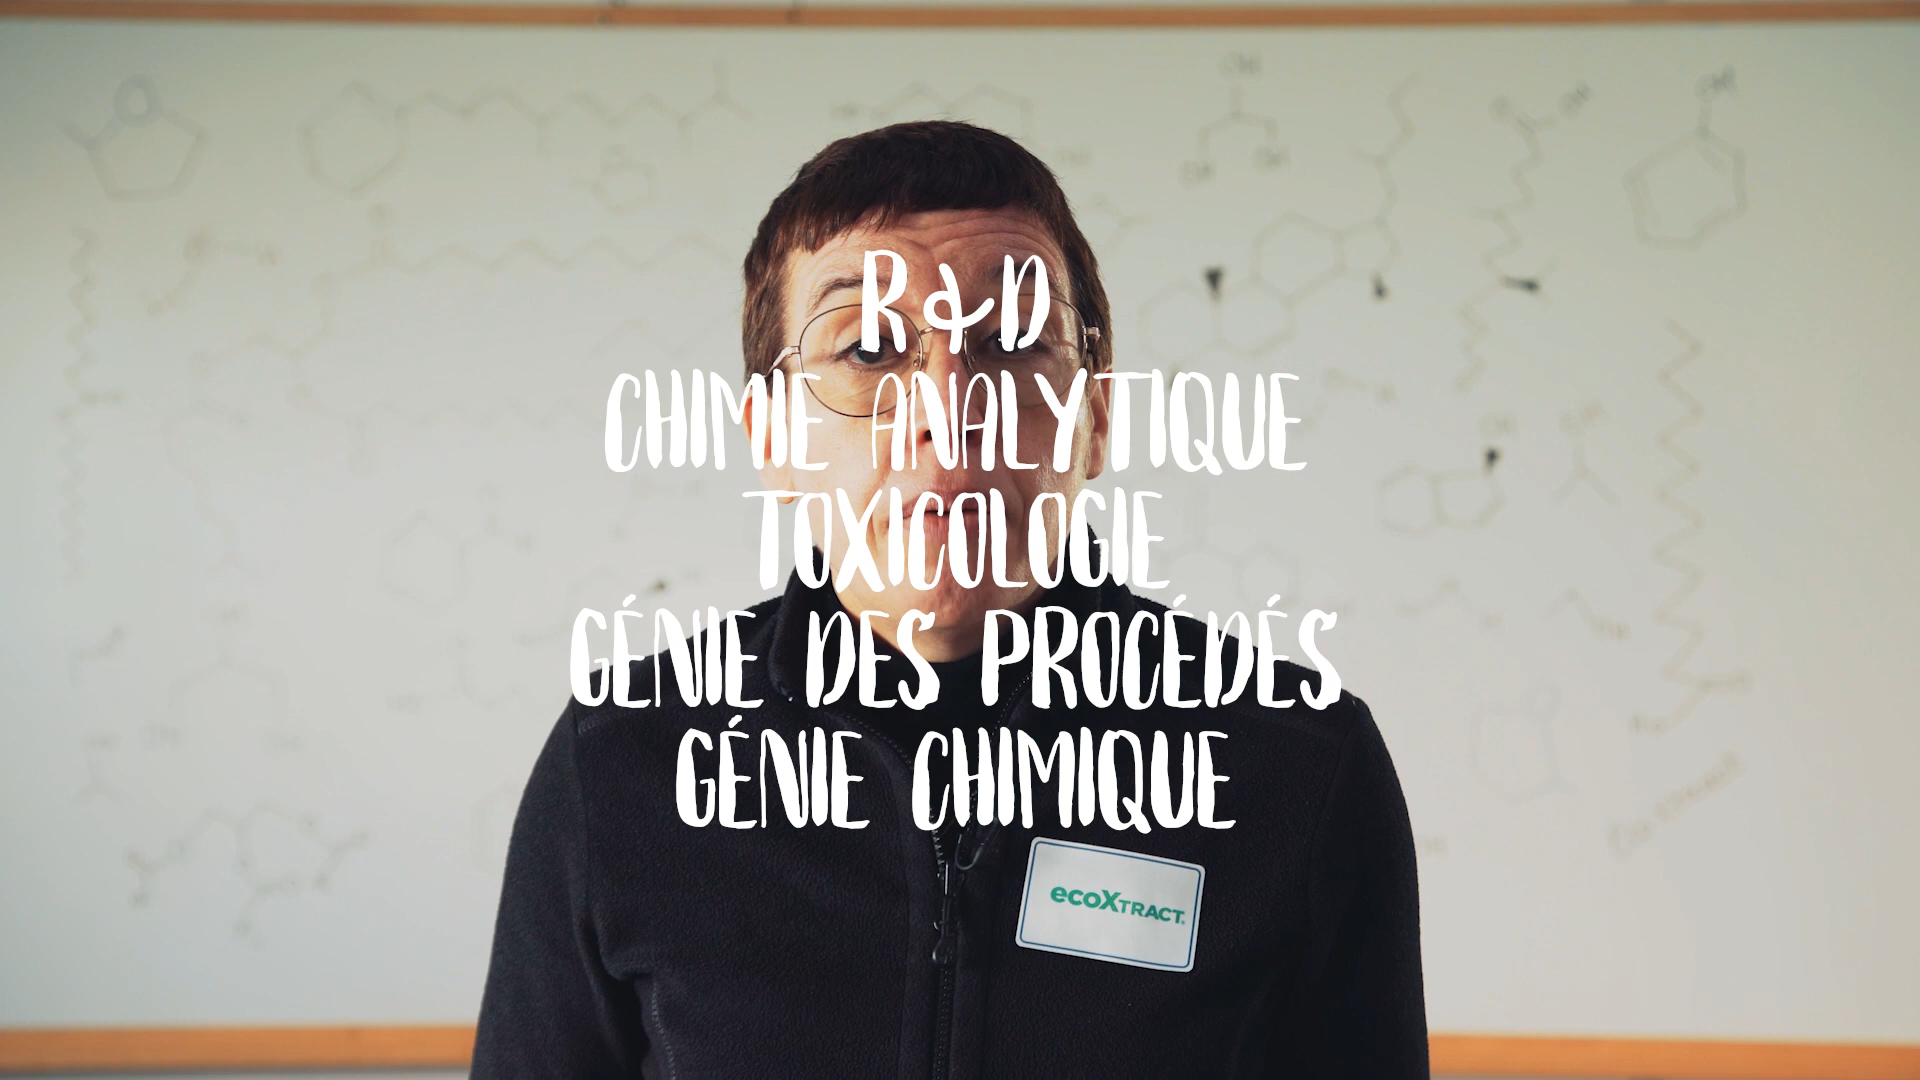 R&D
CHIMIE ANALYTIQUE
TOXICOLOGIE
GÉNIE DES PROCÉDÉS
GÉNIE CHIMIQUE
ecoXTRACT